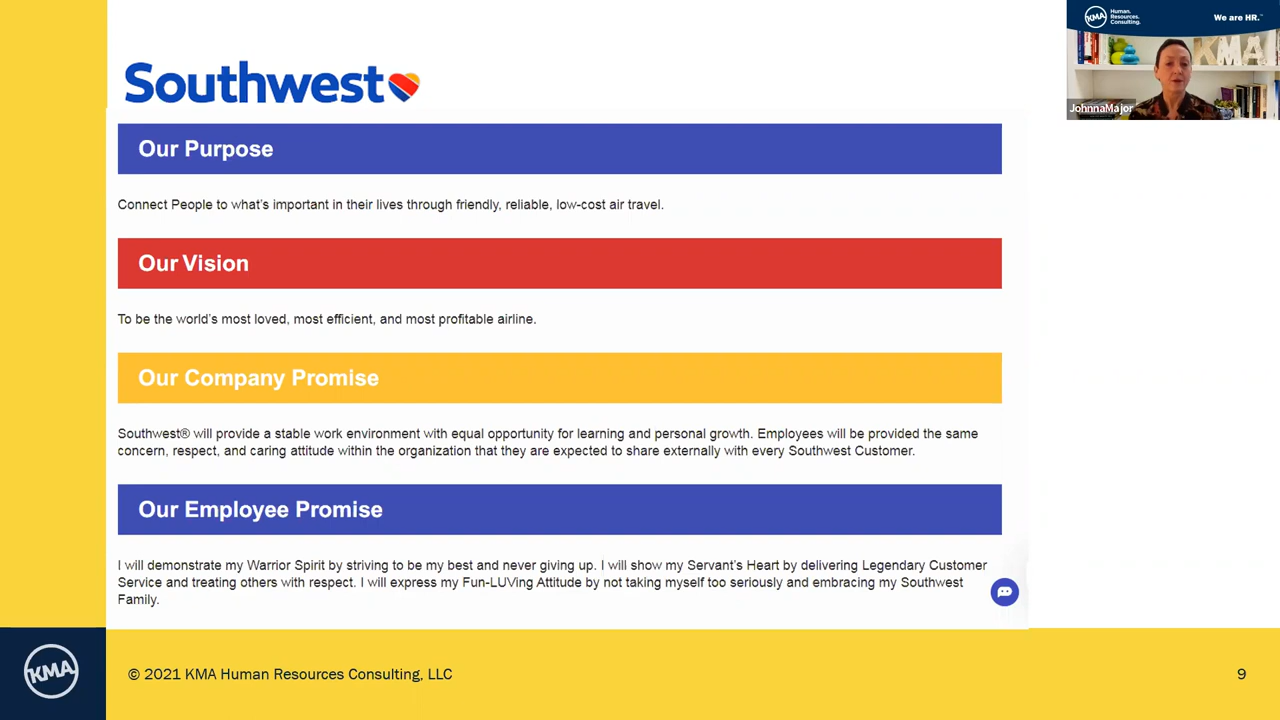 Southwest
Our Purpose
Connect People to what's important in their lives through friendly, reliable, low-cost air travel.
Our Vision
To be the world's most loved, most efficient, and most profitable airline.
Our Company Promise
Southwest® will provide a stable work environment with equal opportunity for learning and personal growth. Employees will be provided the same
concern, respect, and caring attitude within the organization that they are expected to share externally with every Southwest Customer.
Our Employee Promise
I will demonstrate my Warrior Spirit by striving to be my best and never giving up. I will show my Servant's Heart by delivering Legendary Customer
Service and treating others with respect. I will express my Fun-LUVing Attitude by not taking myself too seriously and embracing my Southwest
Family.
KMA
© 2021 KMA Human Resources Consulting, LLC
9
KMA
Human.
Resources.
Consulting.
We are HR.™
KMA
JohnnaMajor